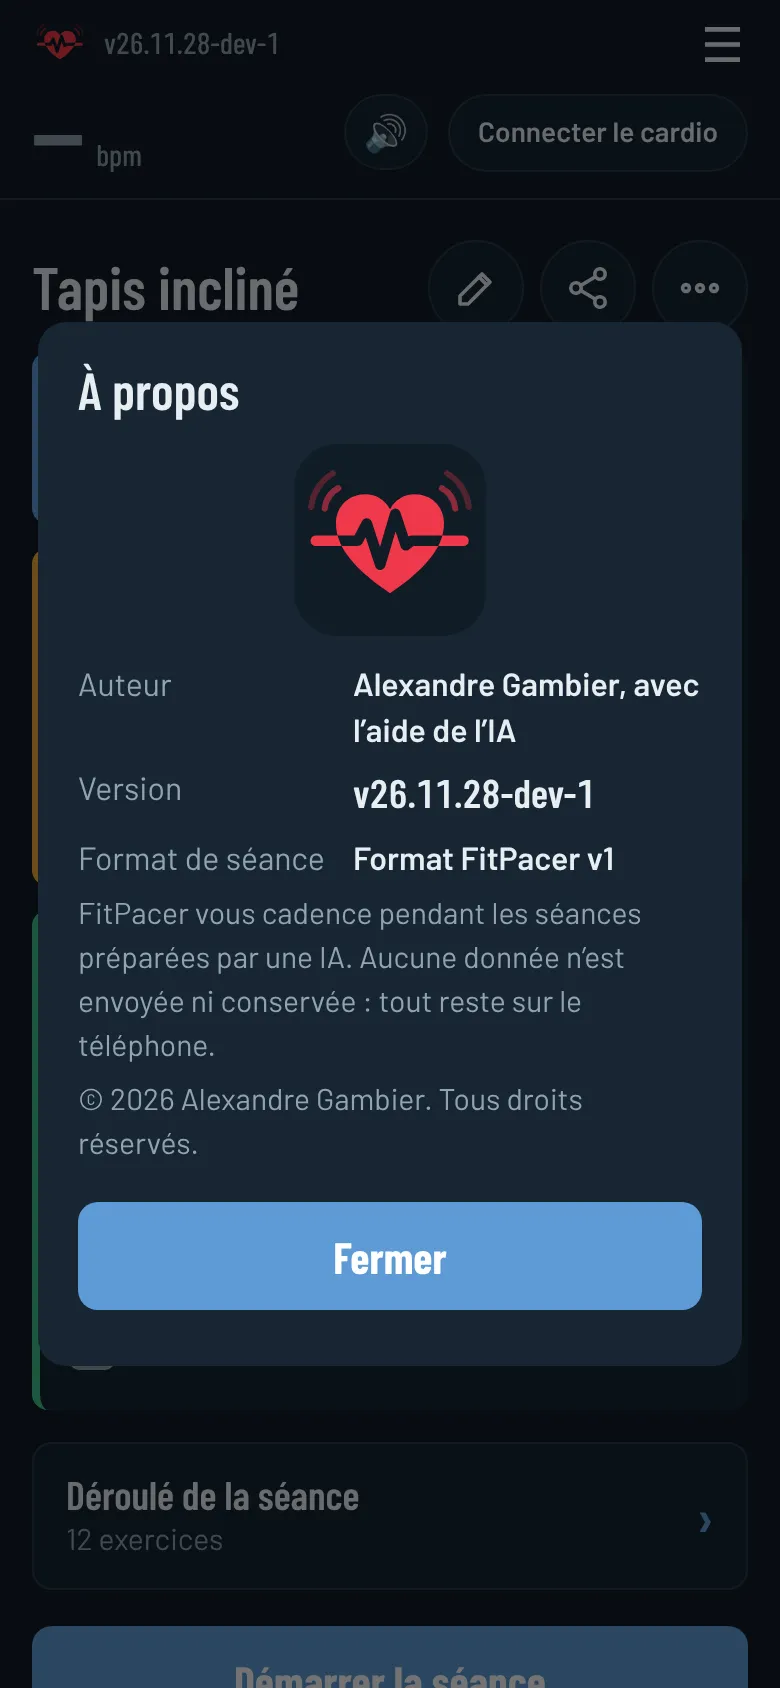 v26.11.28-dev-1
bpm
Connecter le cardio
Tapis incliné
À propos
Auteur
Alexandre Gambier, avec
l’aide de l’IA
Version
v26.11.28-dev-1
Format de séance
Format FitPacer v1
FitPacer vous cadence pendant les séances
préparées par une IA. Aucune donnée n’est
envoyée ni conservée : tout reste sur le
téléphone.
© 2026 Alexandre Gambier. Tous droits
réservés.
Fermer
Déroulé de la séance
12 exercices
Démarrer la séance